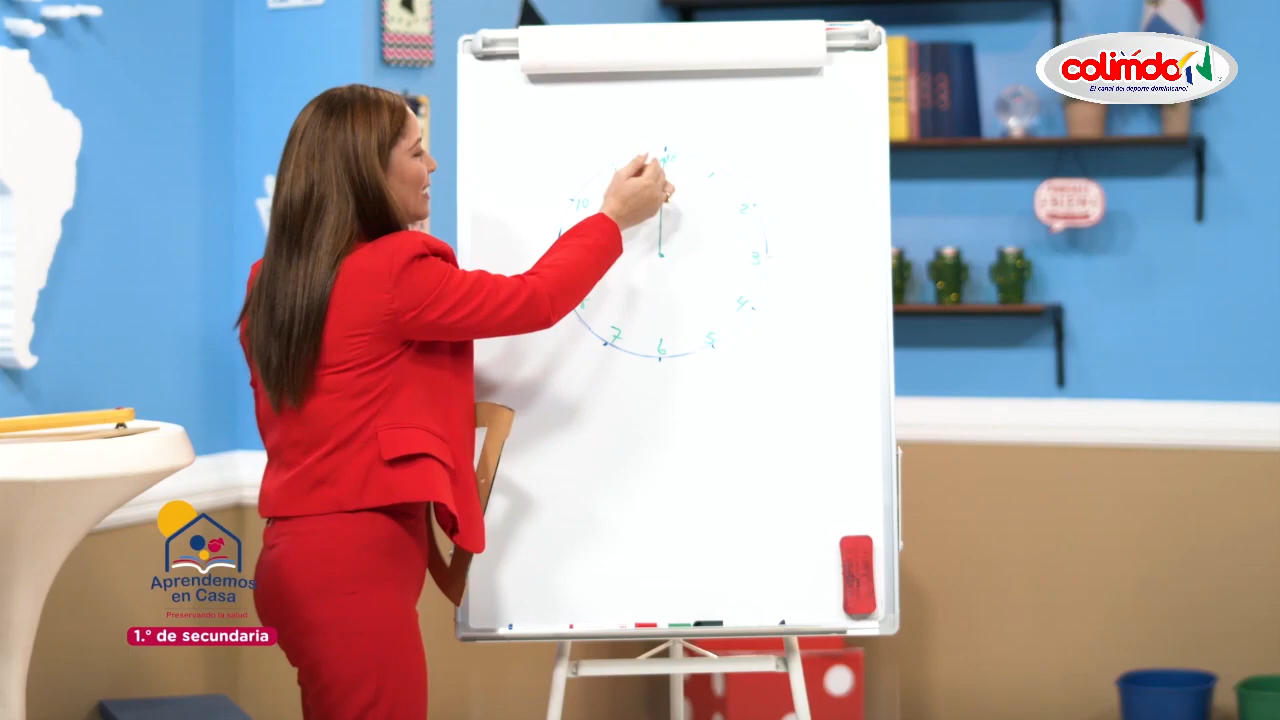 colimdo
El canal del deporte dominicano!
10
2
3
4
5
6
7
Aprendemos
en Casa
Preservando la salud
1.° de secundaria